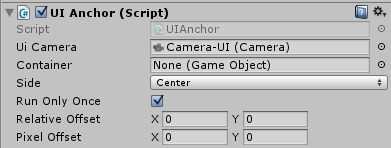 UI Anchor (Script)
Script UIAnchor
Ui Camera Camera-UI (Camera)
Container None (Game Object)
Side Center
Run Only Once
Relative Offset X 0 Y 0
Pixel Offset X 0 Y 0